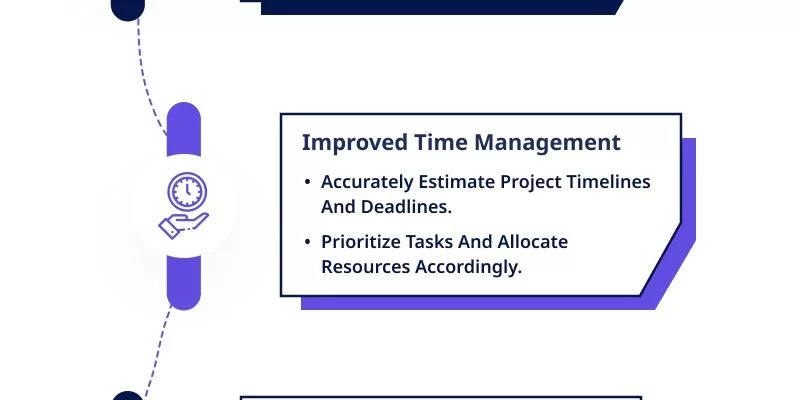 Improved Time Management
• Accurately Estimate Project Timelines
And Deadlines.
• Prioritize Tasks And Allocate
Resources Accordingly.